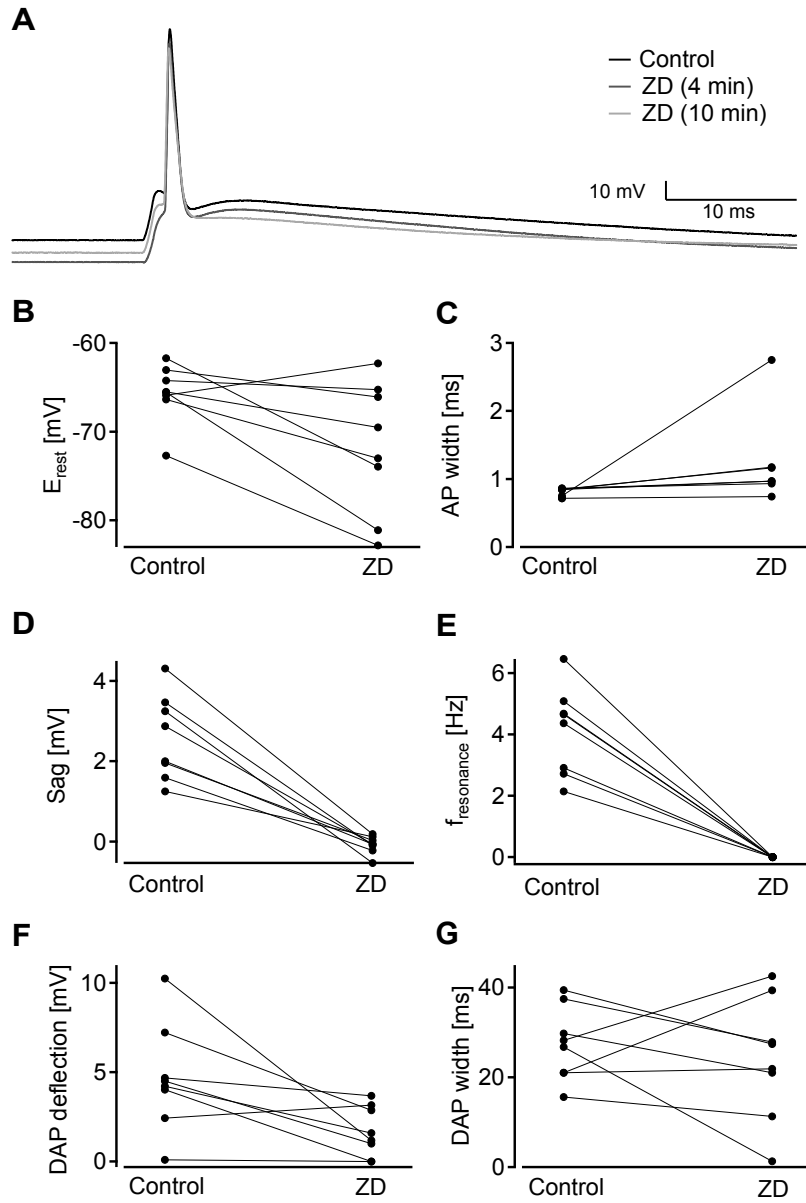 A
Control
ZD (4 min)
ZD (10 min)
10 mV
10 ms
B
-60
-70
-80
E_rest [mV]
Control
ZD
C
3
2
1
0
AP width [ms]
Control
ZD
D
4
2
0
Sag [mV]
Control
ZD
E
6
4
2
0
f_resonance [Hz]
Control
ZD
F
10
5
0
DAP deflection [mV]
Control
ZD
G
40
20
0
DAP width [ms]
Control
ZD